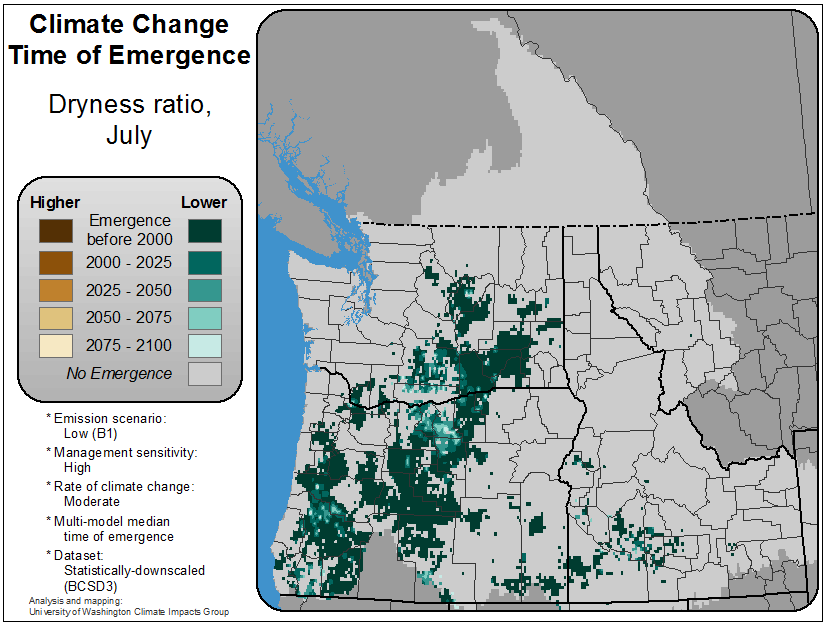 Climate Change
Time of Emergence
Dryness ratio,
July
Higher Lower
Emergence
before 2000
2000 - 2025
2025 - 2050
2050 - 2075
2075 - 2100
No Emergence
* Emission scenario:
Low (B1)
* Management sensitivity:
High
* Rate of climate change:
Moderate
* Multi-model median
time of emergence
* Dataset:
Statistically-downscaled
(BCSD3)
Analysis and mapping:
University of Washington Climate Impacts Group